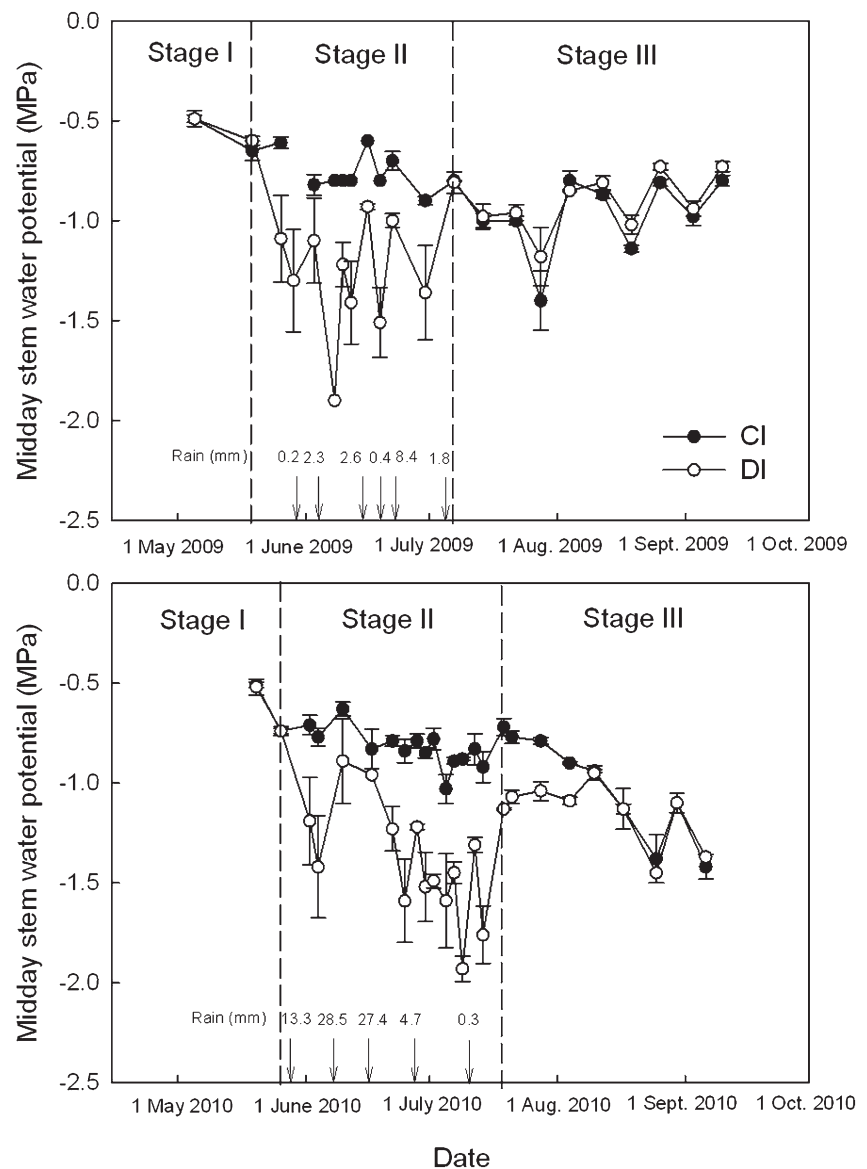 0.0
Stage I Stage II Stage III
-0.5
-1.0
-1.5
-2.0
-2.5
Midday stem water potential (MPa)
CI
DI
Rain (mm) 0.2 2.3 2.6 0.4 8.4 1.8
1 May 2009 1 June 2009 1 July 2009 1 Aug. 2009 1 Sept. 2009 1 Oct. 2009
0.0
Stage I Stage II Stage III
-0.5
-1.0
-1.5
-2.0
-2.5
Midday stem water potential (MPa)
Rain (mm) 13.3 28.5 27.4 4.7 0.3
1 May 2010 1 June 2010 1 July 2010 1 Aug. 2010 1 Sept. 2010 1 Oct. 2010
Date